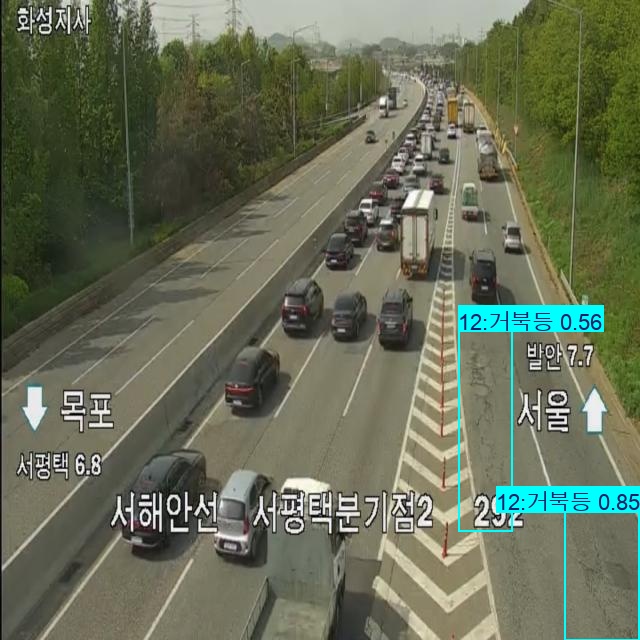 화성지사
12:거북등 0.56
발안 7.7
목포
서울
서평택 6.8
12:거북등 0.85
서해안선 서평택분기점2 292